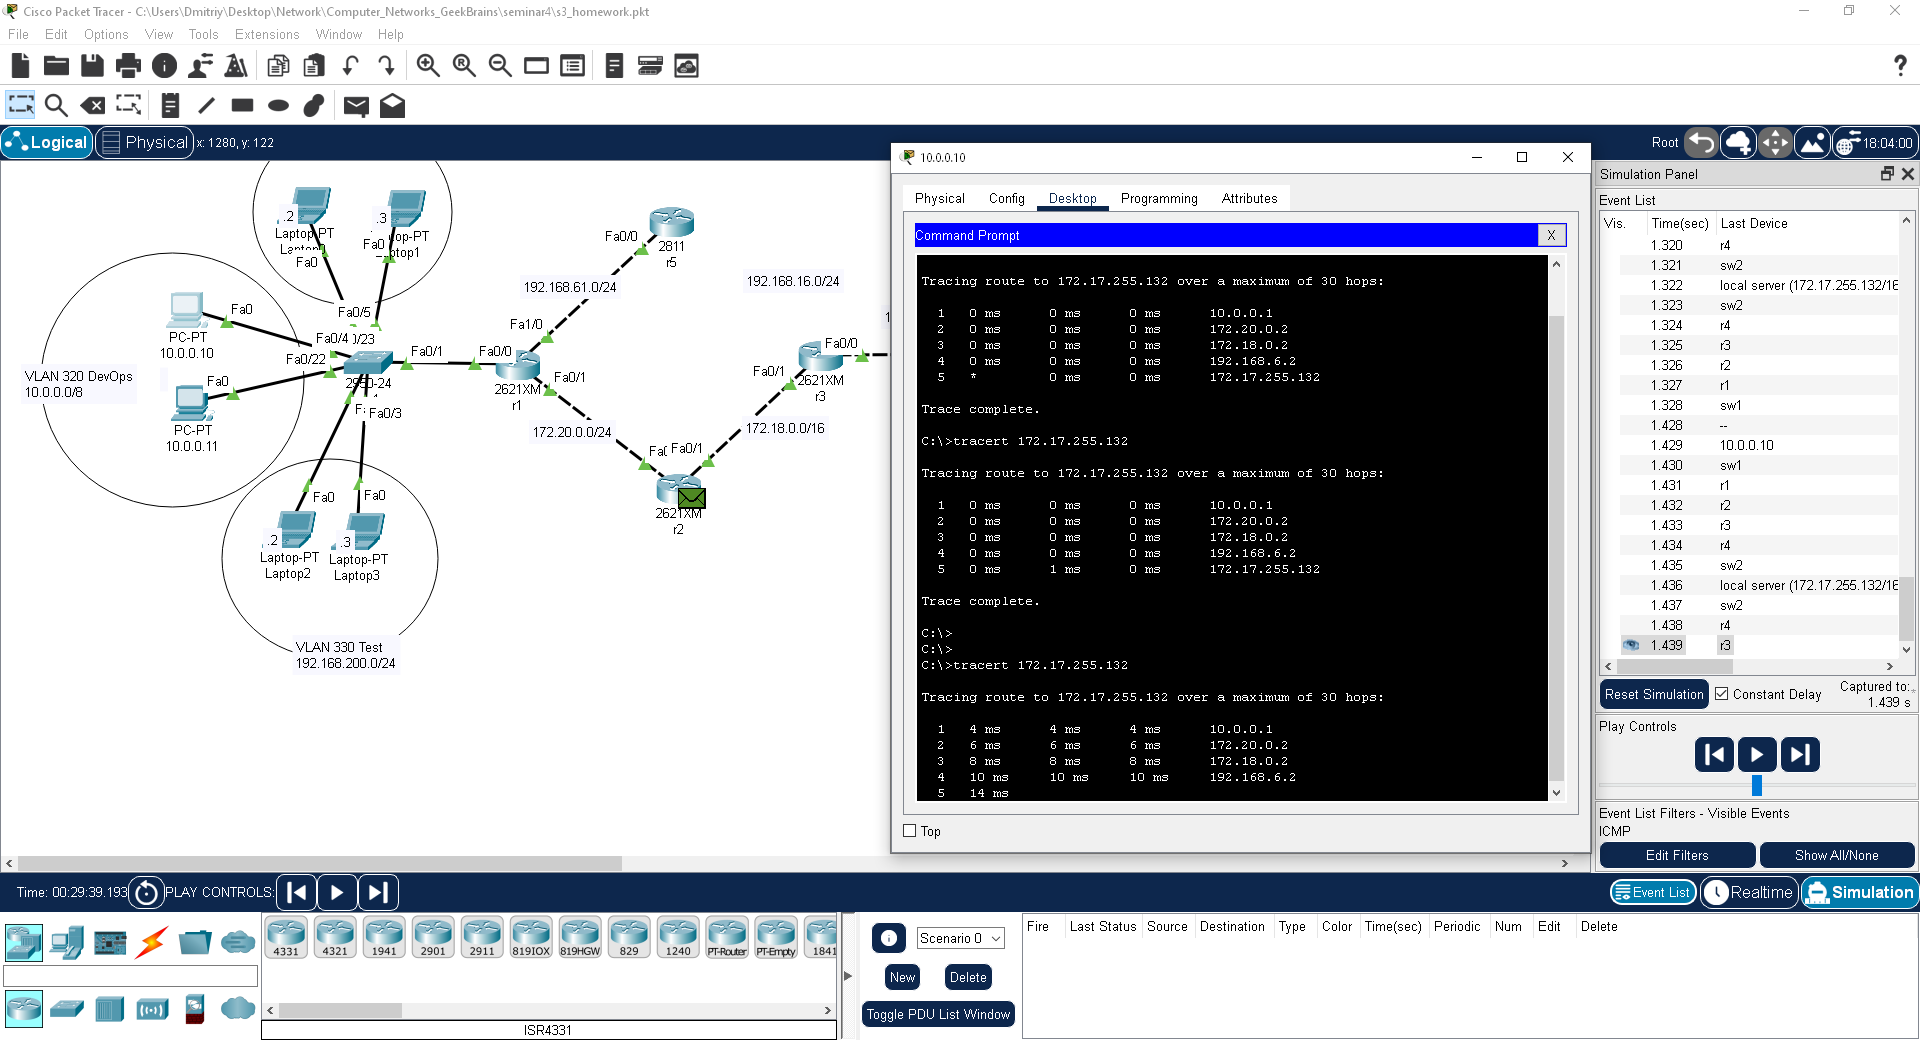 Cisco Packet Tracer - C:\Users\Dmitriy\Desktop\Network\Computer_Networks_GeekBrains\seminar4\s3_homework.pkt
File Edit Options View Tools Extensions Window Help
Logical Physical x: 1280, y: 122
Root 18:04:00
.2
Laptop-PT
Fa0
.3
Fa0
Fa0/5
Fa0
PC-PT
10.0.0.10
Fa0/4
Fa0/22
Fa0/1
Fa0
PC-PT
10.0.0.11
VLAN 320 DevOps
10.0.0.0/8
Fa0/3
Fa0
Fa0
.2
Laptop-PT
Laptop2
.3
Laptop-PT
Laptop3
VLAN 330 Test
192.168.200.0/24
Fa0/0
2811
r5
192.168.61.0/24
Fa1/0
Fa0/0
2621XM
r1
Fa0/1
172.20.0.0/24
Fa0/1
2621XM
r2
172.18.0.0/16
Fa0/1
Fa0/0
2621XM
r3
192.168.16.0/24
10.0.0.10
Physical Config Desktop Programming Attributes
Command Prompt X
Tracing route to 172.17.255.132 over a maximum of 30 hops:
1 0 ms 0 ms 0 ms 10.0.0.1
2 0 ms 0 ms 0 ms 172.20.0.2
3 0 ms 0 ms 0 ms 172.18.0.2
4 0 ms 0 ms 0 ms 192.168.6.2
5 * 0 ms 0 ms 172.17.255.132
Trace complete.
C:\>tracert 172.17.255.132
Tracing route to 172.17.255.132 over a maximum of 30 hops:
1 0 ms 0 ms 0 ms 10.0.0.1
2 0 ms 0 ms 0 ms 172.20.0.2
3 0 ms 0 ms 0 ms 172.18.0.2
4 0 ms 0 ms 0 ms 192.168.6.2
5 0 ms 1 ms 0 ms 172.17.255.132
Trace complete.
C:\>
C:\>
C:\>tracert 172.17.255.132
Tracing route to 172.17.255.132 over a maximum of 30 hops:
1 4 ms 4 ms 4 ms 10.0.0.1
2 6 ms 6 ms 6 ms 172.20.0.2
3 8 ms 8 ms 8 ms 172.18.0.2
4 10 ms 10 ms 10 ms 192.168.6.2
5 14 ms
Top
Simulation Panel
Event List
Vis. Time(sec) Last Device
1.320 r4
1.321 sw2
1.322 local server (172.17.255.132/16
1.323 sw2
1.324 r4
1.325 r3
1.326 r2
1.327 r1
1.328 sw1
1.428 --
1.429 10.0.0.10
1.430 sw1
1.431 r1
1.432 r2
1.433 r3
1.434 r4
1.435 sw2
1.436 local server (172.17.255.132/16
1.437 sw2
1.438 r4
1.439 r3
Reset Simulation Constant Delay Captured to:
1.439 s
Play Controls
Event List Filters - Visible Events
ICMP
Edit Filters Show All/None
Time: 00:29:39.193 PLAY CONTROLS:
Event List Realtime Simulation
4331 4321 1941 2901 2911 819IOX 819HGW 829 1240 PT-Router PT-Empty 1841
ISR4331
Scenario 0
New Delete
Toggle PDU List Window
Fire Last Status Source Destination Type Color Time(sec) Periodic Num Edit Delete